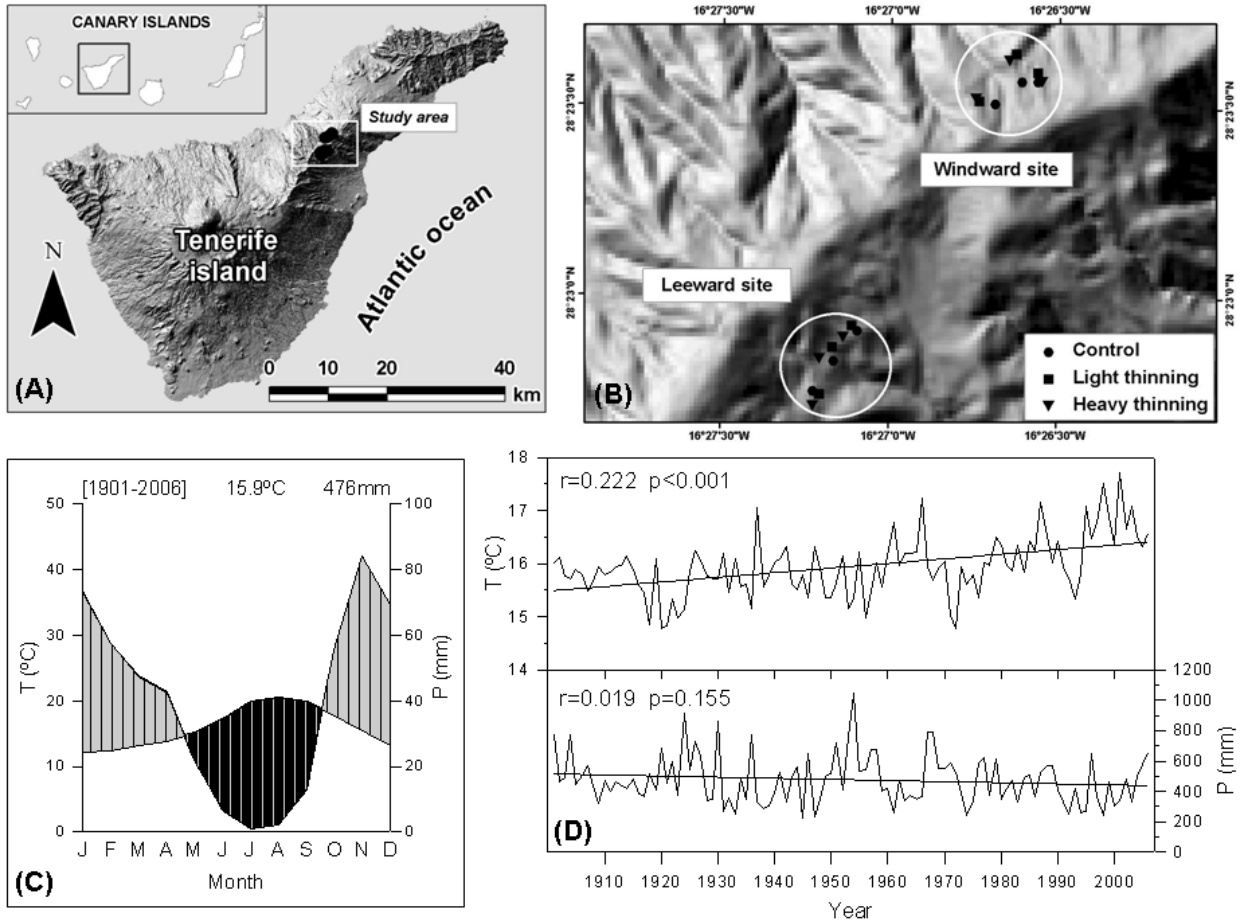 CANARY ISLANDS
Study area
N
Tenerife
island
Atlantic ocean
0 10 20 30 40
km
(A)
16°27'30"W 16°27'0"W 16°26'30"W
28°23'30"N 28°23'30"N
Windward site
Leeward site
28°23'0"N 28°23'0"N
Control
Light thinning
Heavy thinning
(B)
16°27'30"W 16°27'0"W 16°26'30"W
[1901-2006] 15.9ºC 476mm
50 100
40 80
30 60
20 40
10 20
0 0
T (ºC)
P (mm)
J F M A M J J A S O N D
Month
(C)
18
17
16
15
14
T (ºC)
r=0.222 p<0.001
r=0.019 p=0.155
1200
1000
800
600
400
200
0
P (mm)
(D)
1910 1920 1930 1940 1950 1960 1970 1980 1990 2000
Year